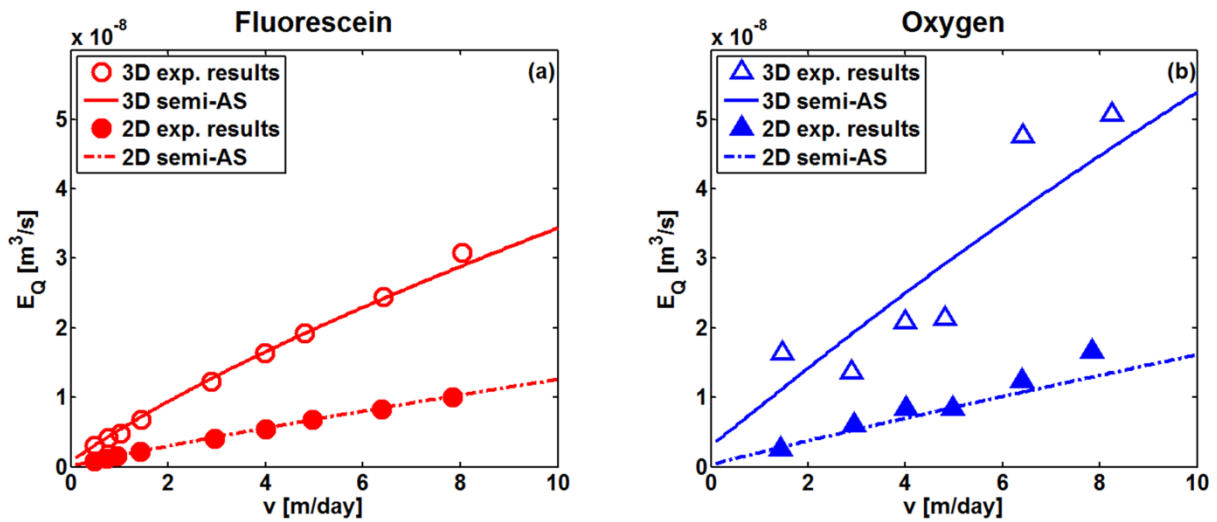 Fluorescein
x 10⁻⁸
(a)
3D exp. results
3D semi-AS
2D exp. results
2D semi-AS
5
4
3
2
1
0
E_Q [m³/s]
0 2 4 6 8 10
v [m/day]
Oxygen
x 10⁻⁸
(b)
3D exp. results
3D semi-AS
2D exp. results
2D semi-AS
5
4
3
2
1
0
E_Q [m³/s]
0 2 4 6 8 10
v [m/day]